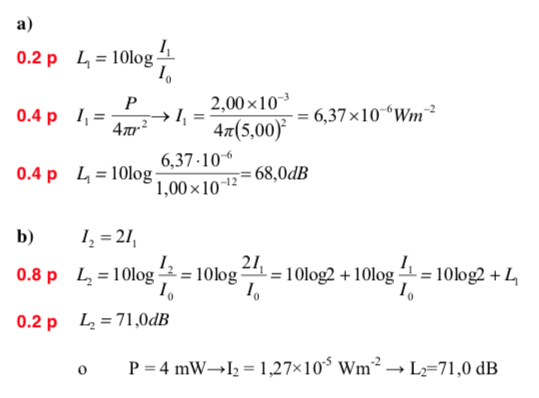 a)
0.2 p L₁ = 10log I₁/I₀
0.4 p I₁ = P/4πr² → I₁ = 2,00×10⁻³/4π(5,00)² = 6,37×10⁻⁶Wm⁻²
0.4 p L₁ = 10log 6,37·10⁻⁶/1,00×10⁻¹² = 68,0dB
b) I₂ = 2I₁
0.8 p L₂ = 10log I₂/I₀ = 10log 2I₁/I₀ = 10log2 + 10log I₁/I₀ = 10log2 + L₁
0.2 p L₂ = 71,0dB
o P = 4 mW→I₂ = 1,27×10⁻⁵ Wm⁻² → L₂=71,0 dB